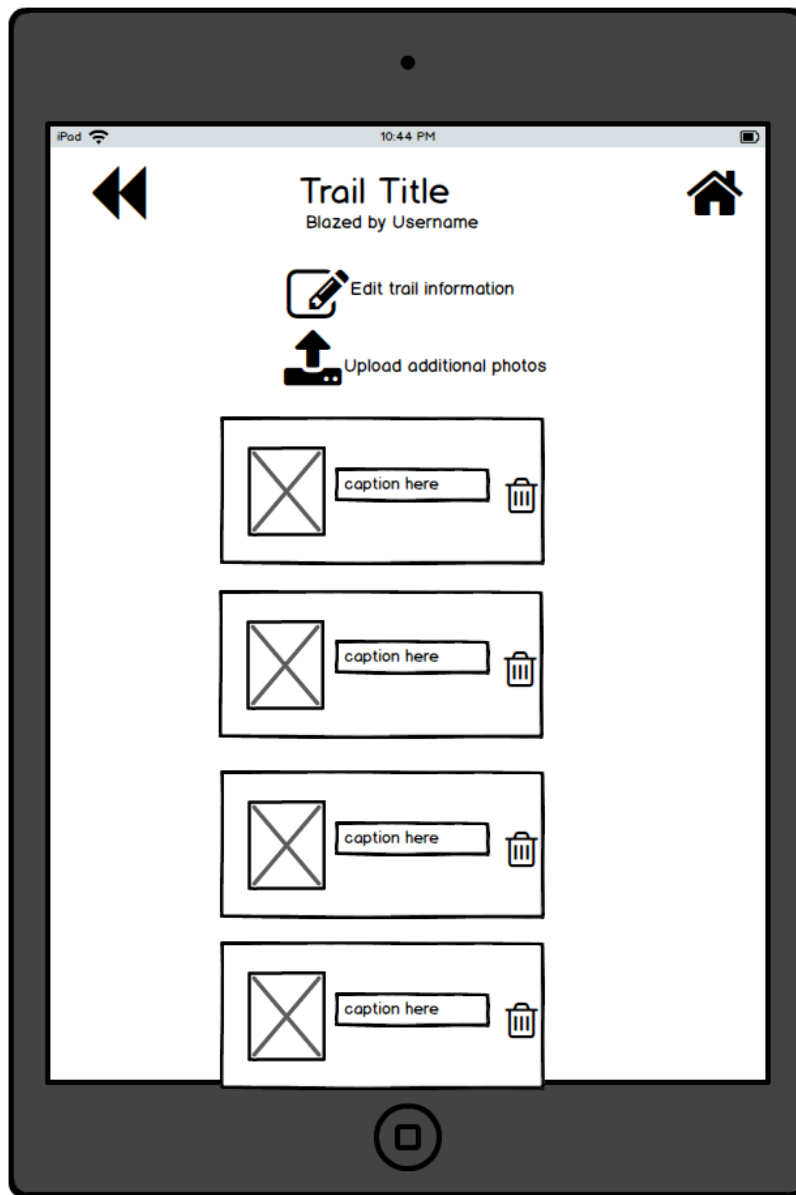 iPad
10:44 PM
Trail Title
Blazed by Username
Edit trail information
Upload additional photos
caption here
caption here
caption here
caption here